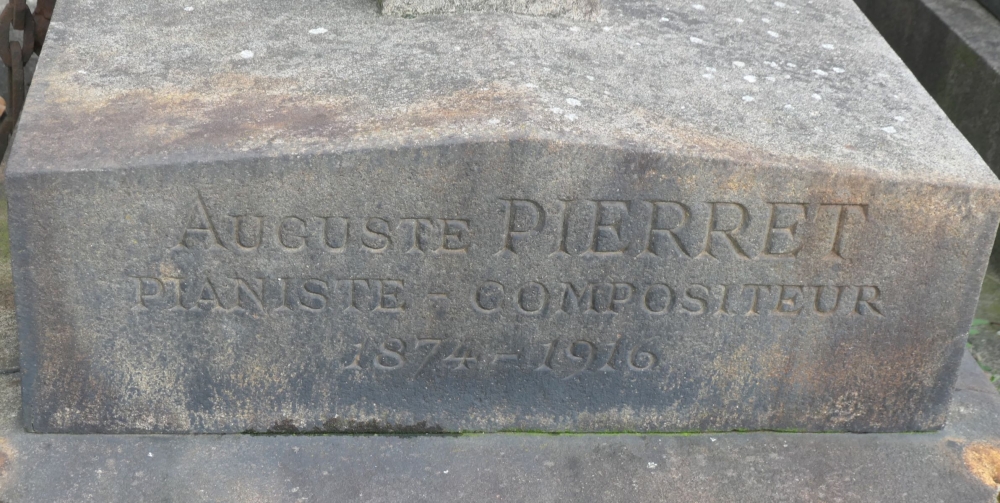 AUGUSTE PIERRET
PIANISTE - COMPOSITEUR
1874 - 1916